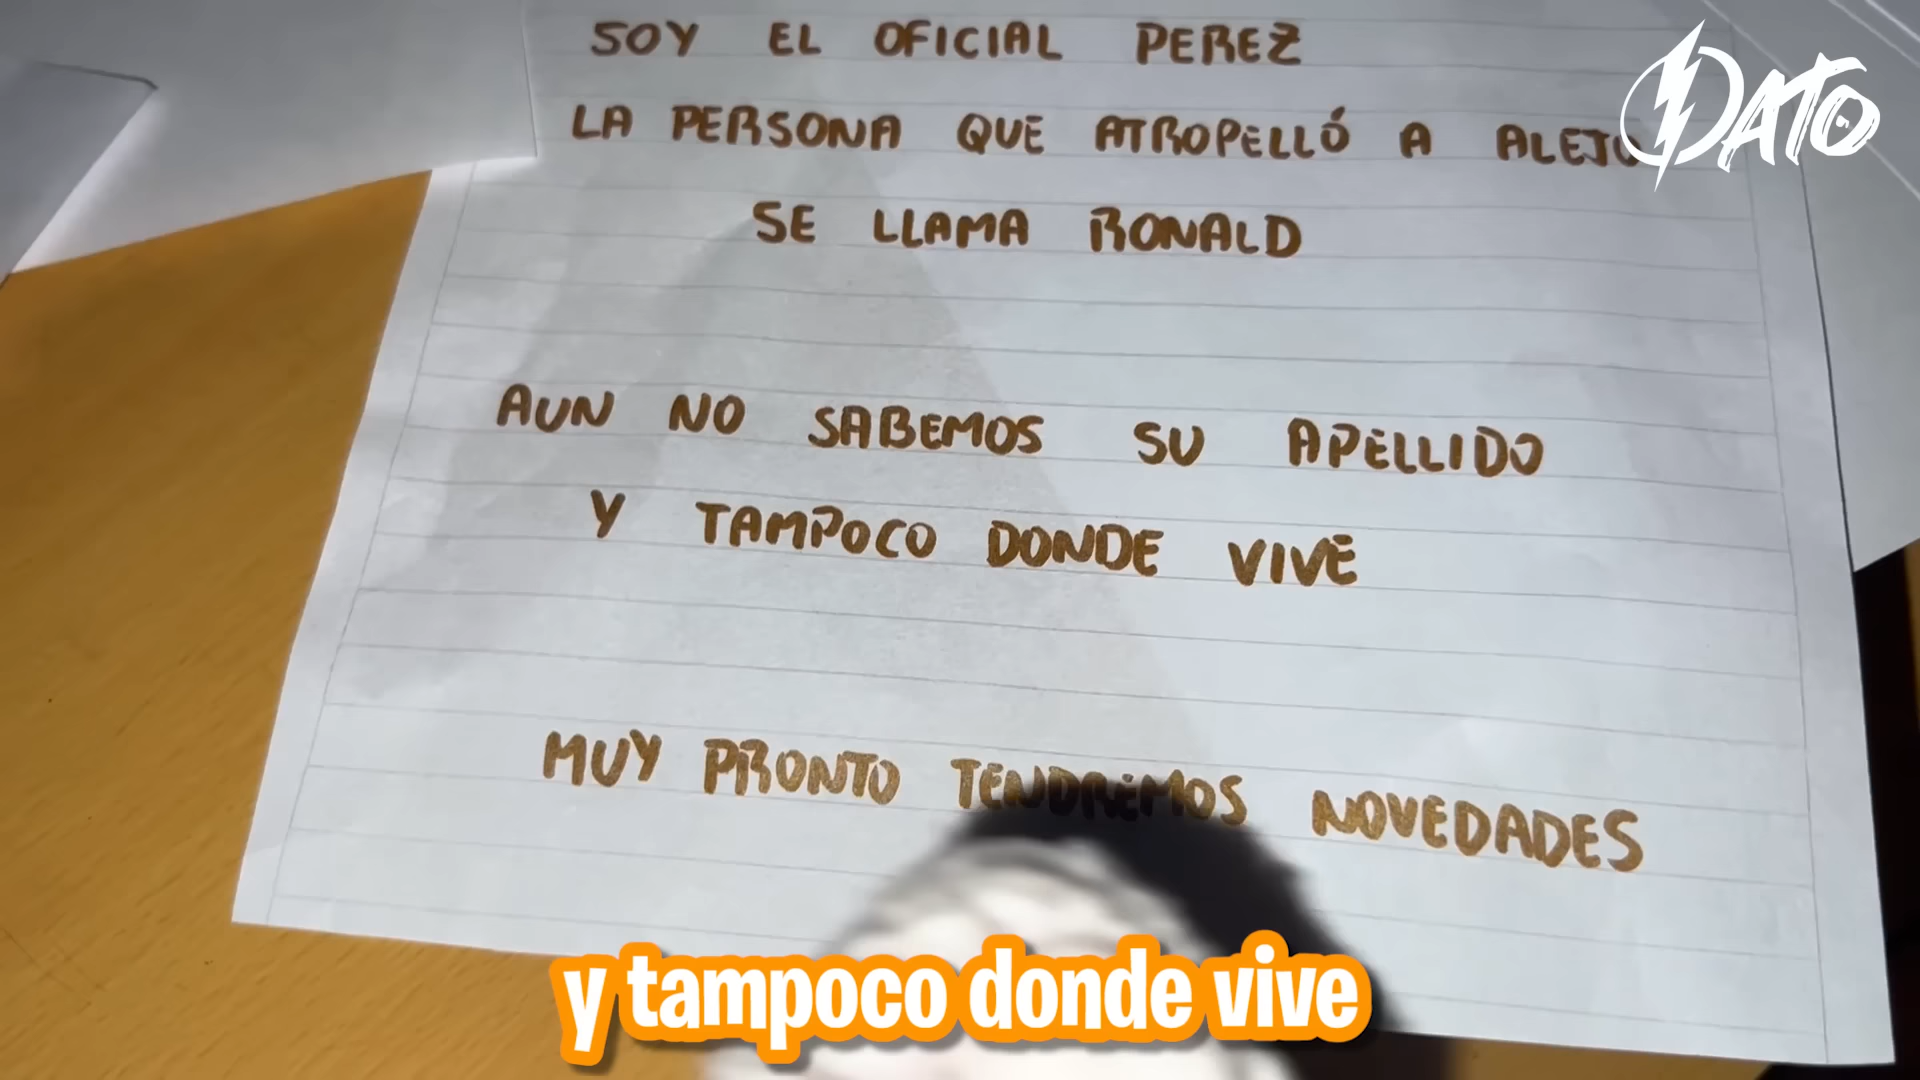 SOY EL OFICIAL PEREZ
LA PERSONA QUE ATROPELLÓ A ALEJO
SE LLAMA RONALD
AUN NO SABEMOS SU APELLIDO
Y TAMPOCO DONDE VIVE
MUY PRONTO TENDREMOS NOVEDADES
y tampoco donde vive
DATO